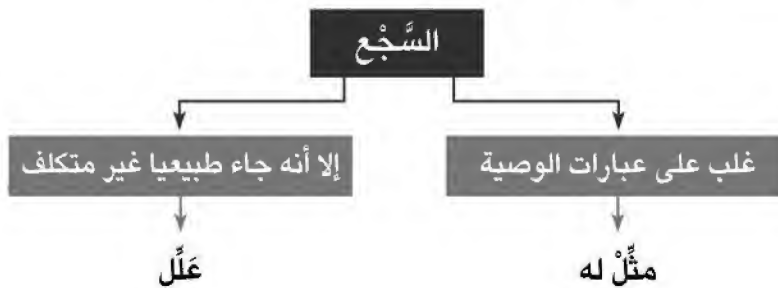 السَّجْع
غلب على عبارات الوصية
إلا أنه جاء طبيعيا غير متكلف
مثِّلْ له
عَلِّل